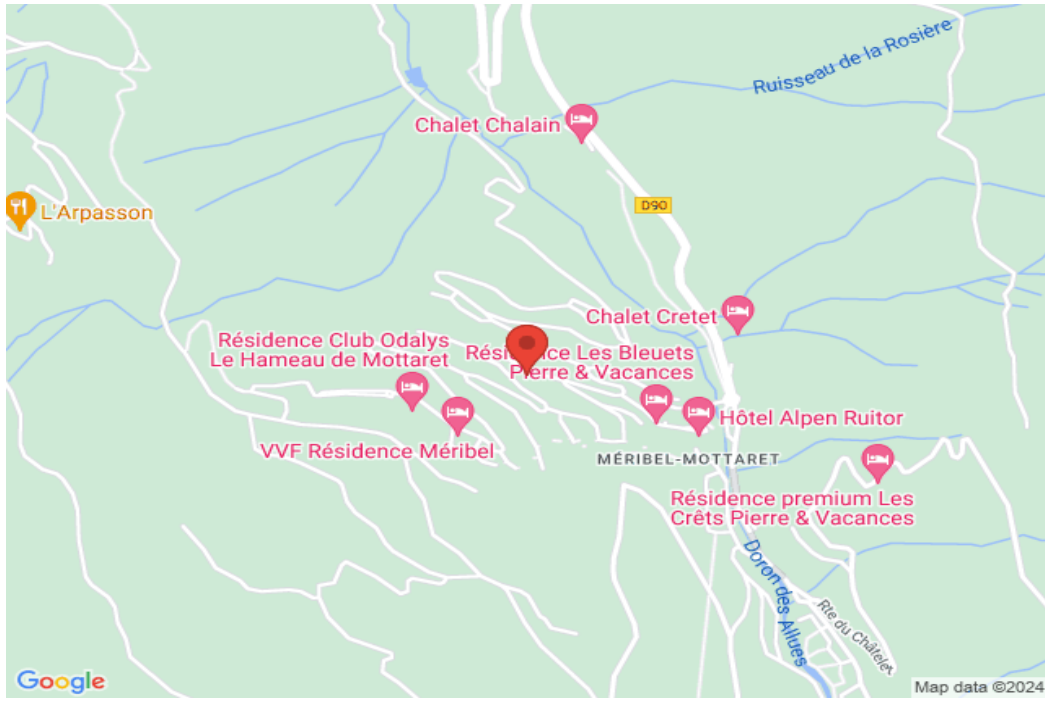 Ruisseau de la Rosière
Chalet Chalain
D90
L'Arpasson
Chalet Cretet
Résidence Club Odalys
Le Hameau de Mottaret
Résidence Les Bleuets
Pierre & Vacances
Hôtel Alpen Ruitor
VVF Résidence Méribel
MÉRIBEL-MOTTARET
Résidence premium Les
Crêts Pierre & Vacances
Doron des Allues
Rte du Châtelet
Google
Map data ©2024